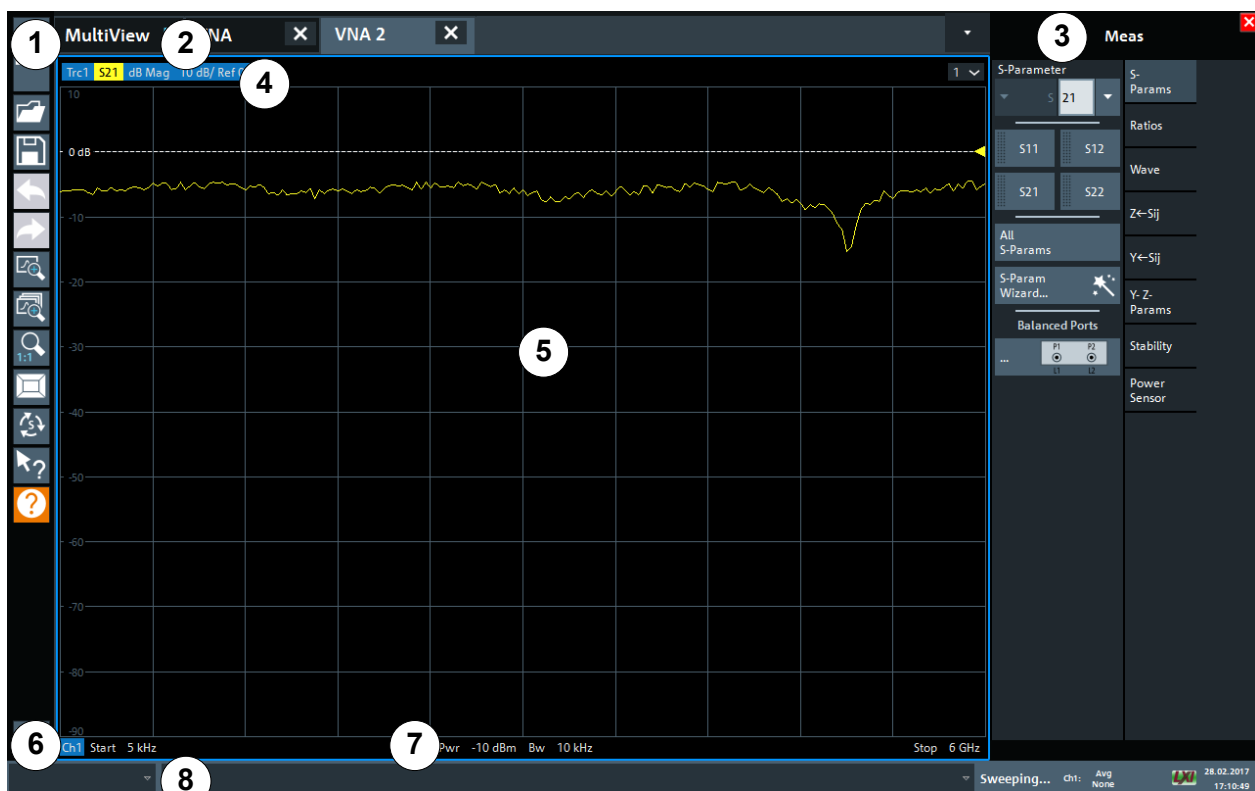 1 MultiView 2 NA X VNA 2 X 3 Meas
Trc1 S21 dB Mag 10 dB/ Ref 4 1
S-Parameter
S 21
S11 S12
S21 S22
All
S-Params
S-Param
Wizard...
Balanced Ports
... P1 P2
L1 L2
S-
Params
Ratios
Wave
Z←Sij
Y←Sij
Y- Z-
Params
Stability
Power
Sensor
1:1
S
?
?
10
0 dB
-10
-20
-30
5
-40
-50
-60
-70
-80
-90
6 Ch1 Start 5 kHz 7 Pwr -10 dBm Bw 10 kHz Stop 6 GHz
8 Sweeping... Ch1: Avg
None
LXI
28.02.2017
17:10:49